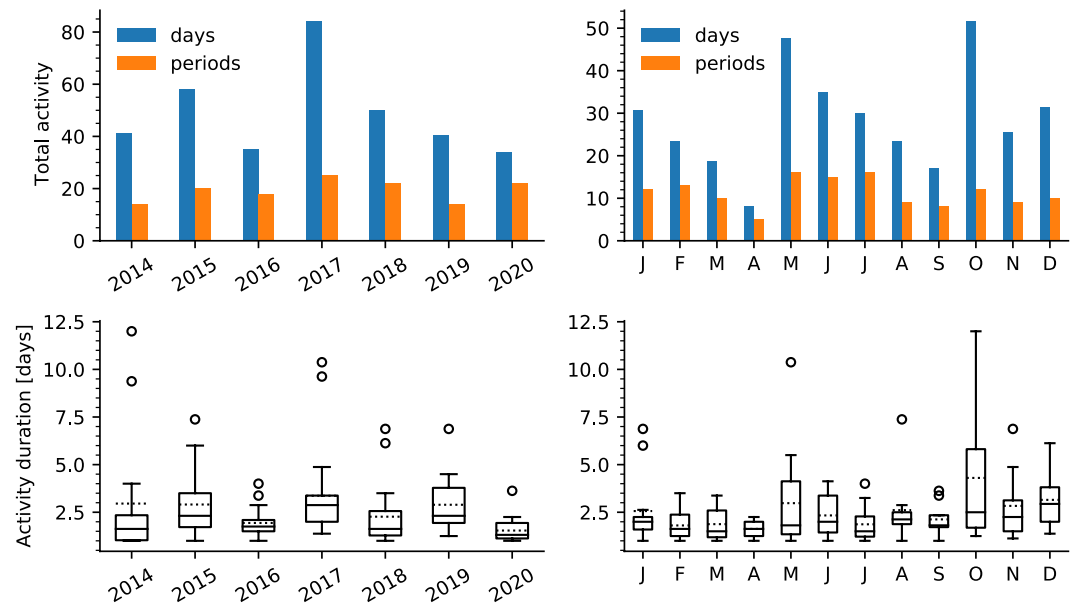 Total activity
80
60
40
20
0
days
periods
2014 2015 2016 2017 2018 2019 2020
50
40
30
20
10
0
days
periods
J F M A M J J A S O N D
Activity duration [days]
12.5
10.0
7.5
5.0
2.5
2014 2015 2016 2017 2018 2019 2020
12.5
10.0
7.5
5.0
2.5
J F M A M J J A S O N D